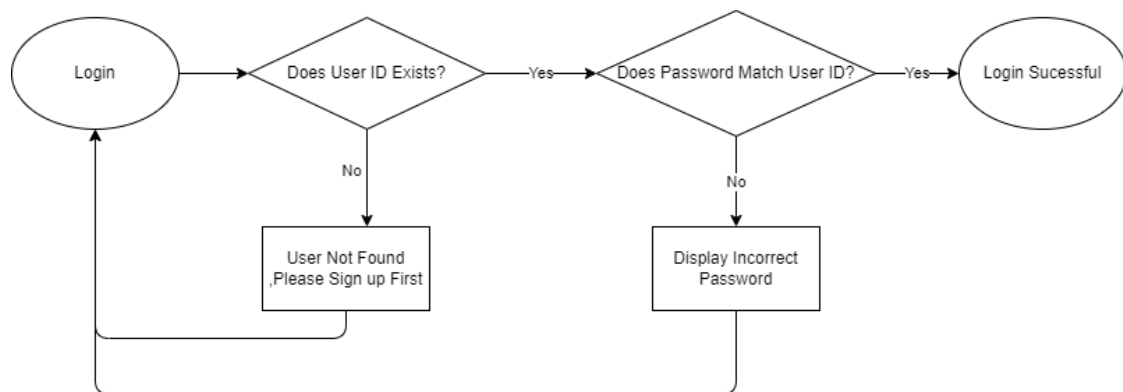 Login
Does User ID Exists?
Yes
Does Password Match User ID?
Yes
Login Sucessful
No
No
User Not Found
,Please Sign up First
Display Incorrect
Password